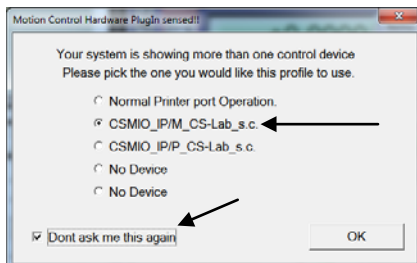 Motion Control Hardware PlugIn sensed!!
Your system is showing more than one control device
Please pick the one you would like this profile to use.
Normal Printer port Operation.
CSMIO_IP/M_CS-Lab_s.c.
CSMIO_IP/P_CS-Lab_s.c.
No Device
No Device
Dont ask me this again
OK